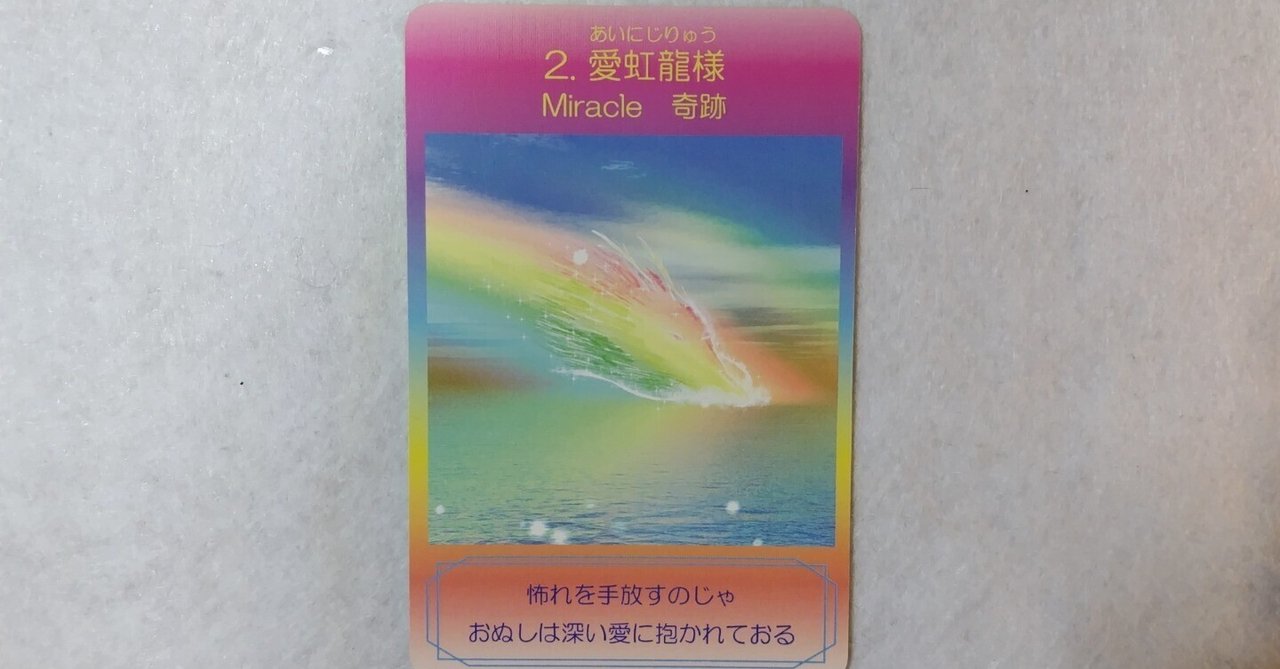 あいにじりゅう
2. 愛虹龍様
Miracle　奇跡
怖れを手放すのじゃ
おぬしは深い愛に抱かれておる